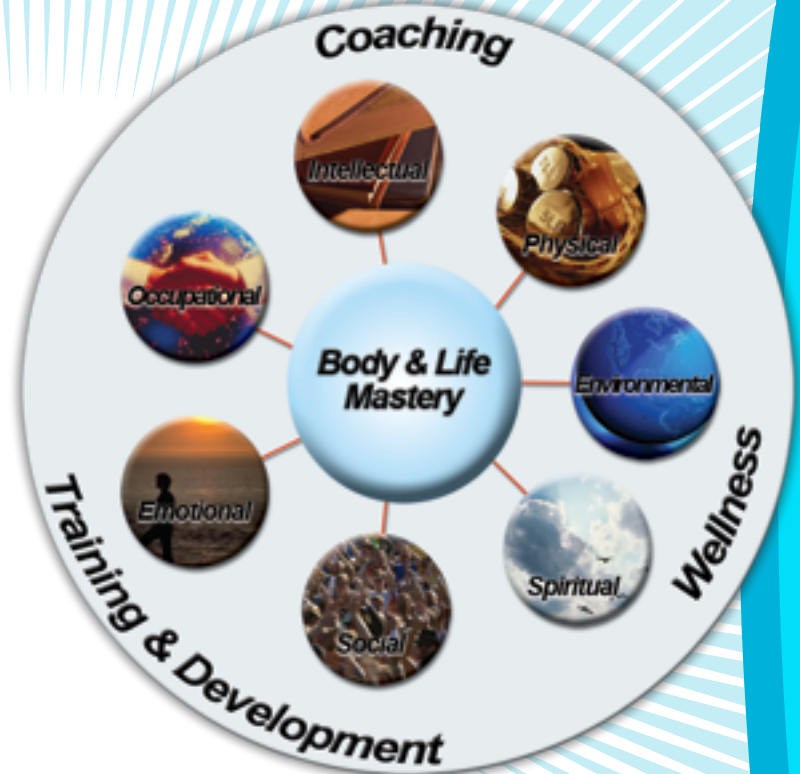 Coaching
Intellectual
Physical
Occupational
Body & Life
Mastery
Environmental
Emotional
Spiritual
Social
Wellness
Training & Development